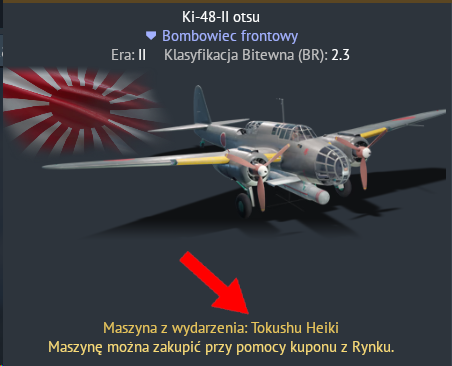 Ki-48-II otsu
Bombowiec frontowy
Era: II Klasyfikacja Bitewna (BR): 2.3
Maszyna z wydarzenia: Tokushu Heiki
Maszynę można zakupić przy pomocy kuponu z Rynku.